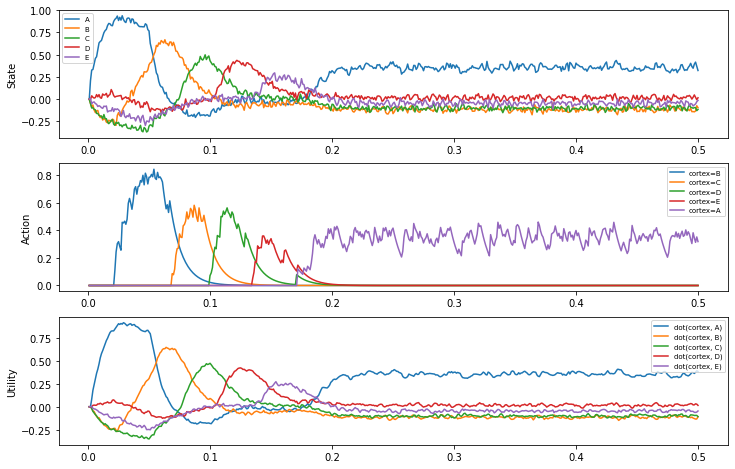 State
1.00
0.75
0.50
0.25
0.00
−0.25
A
B
C
D
E
0.0 0.1 0.2 0.3 0.4 0.5
Action
0.8
0.6
0.4
0.2
0.0
cortex=B
cortex=C
cortex=D
cortex=E
cortex=A
0.0 0.1 0.2 0.3 0.4 0.5
Utility
0.75
0.50
0.25
0.00
−0.25
dot(cortex, A)
dot(cortex, B)
dot(cortex, C)
dot(cortex, D)
dot(cortex, E)
0.0 0.1 0.2 0.3 0.4 0.5